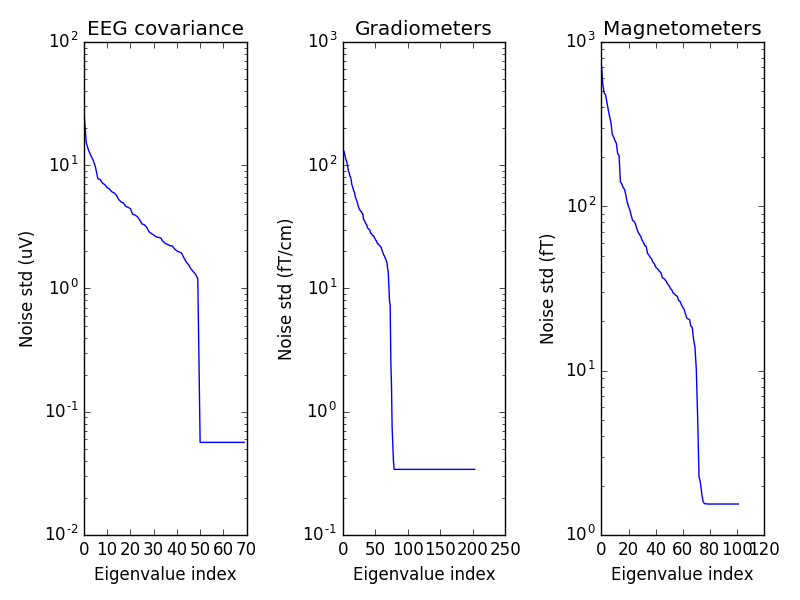 EEG covariance
10^2
10^1
10^0
10^-1
10^-2
Noise std (uV)
0 10 20 30 40 50 60 70
Eigenvalue index
Gradiometers
10^3
10^2
10^1
10^0
10^-1
Noise std (fT/cm)
0 50 100 150 200 250
Eigenvalue index
Magnetometers
10^3
10^2
10^1
10^0
Noise std (fT)
0 20 40 60 80 100 120
Eigenvalue index